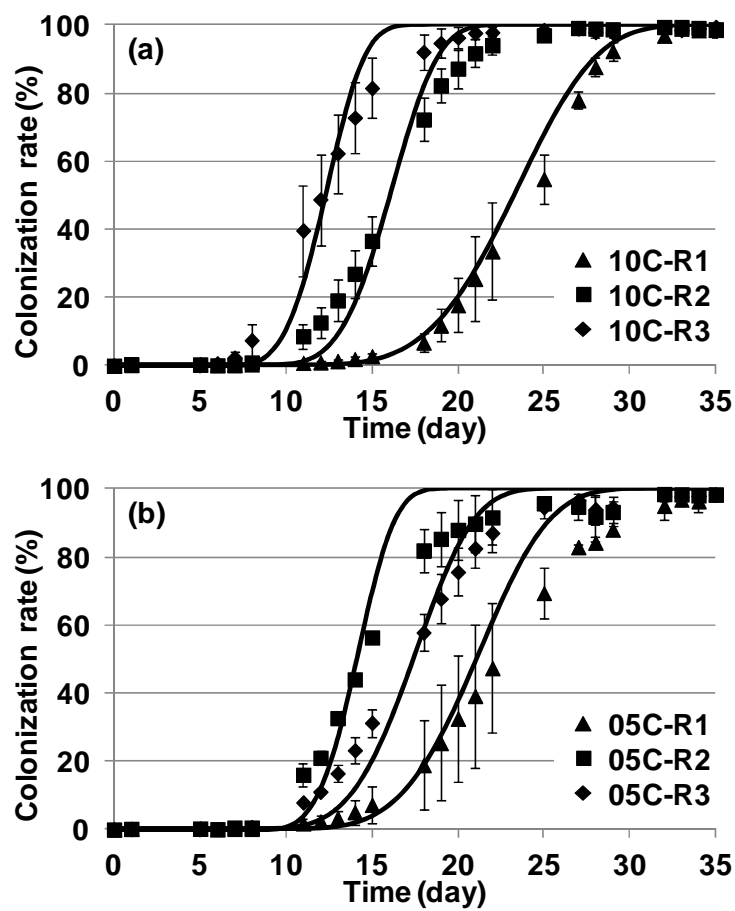 (a)
Colonization rate (%)
100
80
60
40
20
0
10C-R1
10C-R2
10C-R3
0 5 10 15 20 25 30 35
Time (day)
(b)
Colonization rate (%)
100
80
60
40
20
0
05C-R1
05C-R2
05C-R3
0 5 10 15 20 25 30 35
Time (day)